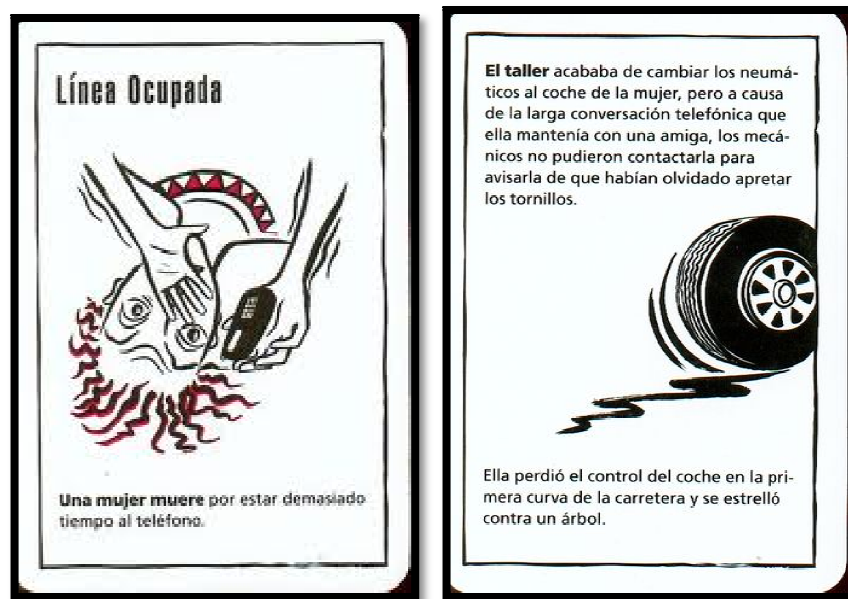 Línea Ocupada
Una mujer muere por estar demasiado
tiempo al teléfono.
El taller acababa de cambiar los neumá-
ticos al coche de la mujer, pero a causa
de la larga conversación telefónica que
ella mantenía con una amiga, los mecá-
nicos no pudieron contactarla para
avisarla de que habían olvidado apretar
los tornillos.
Ella perdió el control del coche en la pri-
mera curva de la carretera y se estrelló
contra un árbol.